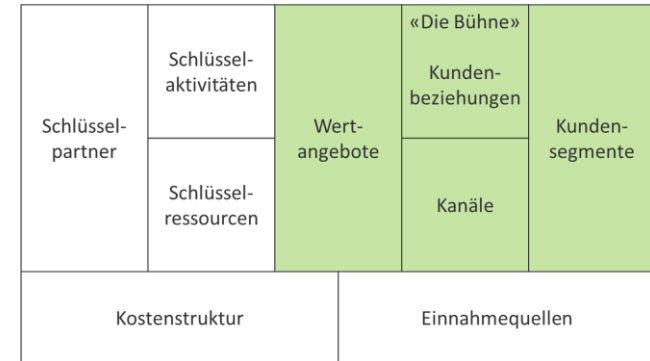 Schlüssel-
partner
Schlüssel-
aktivitäten
Schlüssel-
ressourcen
Wert-
angebote
«Die Bühne»
Kunden-
beziehungen
Kanäle
Kunden-
segmente
Kostenstruktur
Einnahmequellen